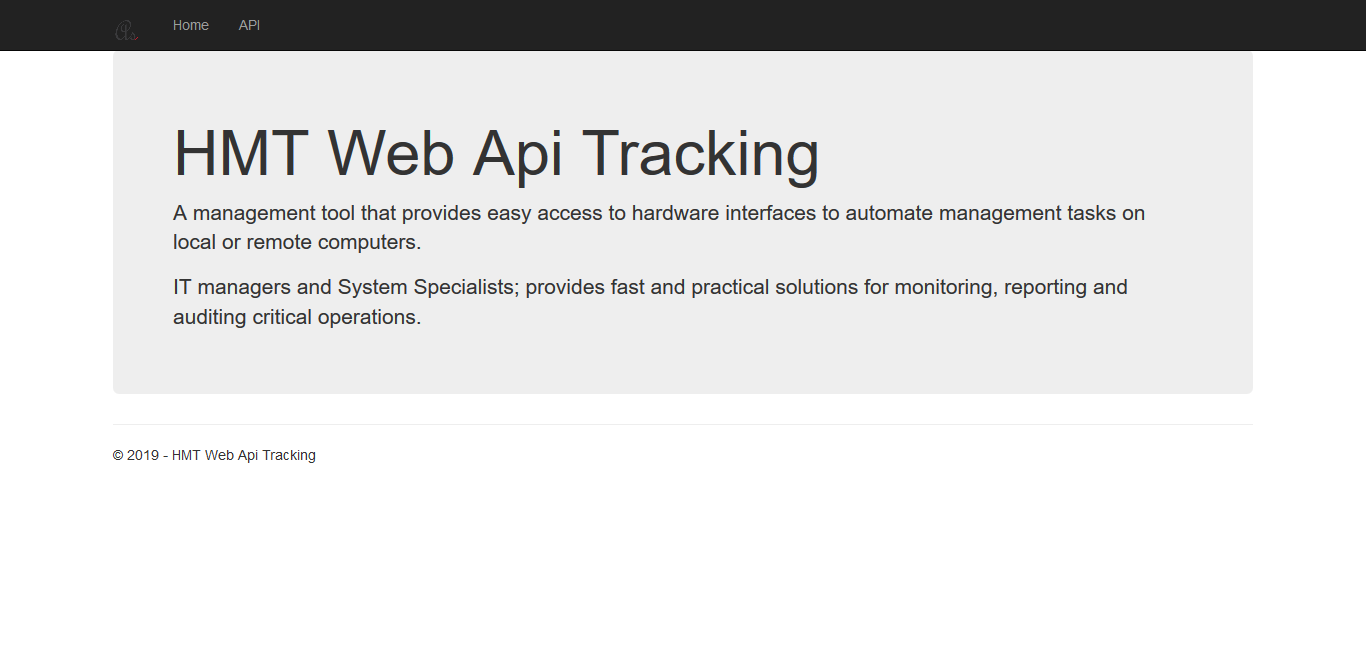 Home API
HMT Web Api Tracking
A management tool that provides easy access to hardware interfaces to automate management tasks on
local or remote computers.
IT managers and System Specialists; provides fast and practical solutions for monitoring, reporting and
auditing critical operations.
© 2019 - HMT Web Api Tracking